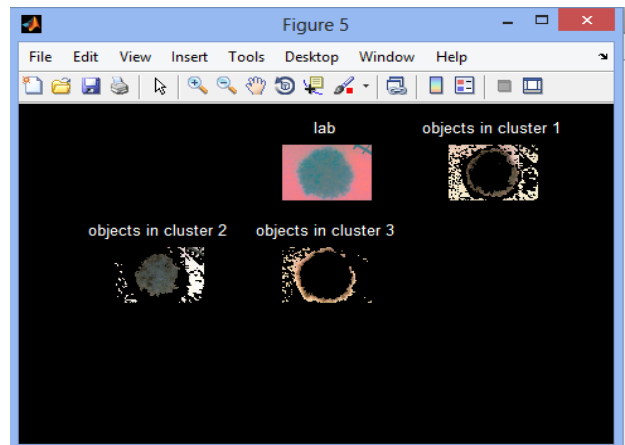 Figure 5
File Edit View Insert Tools Desktop Window Help
lab
objects in cluster 1
objects in cluster 2
objects in cluster 3